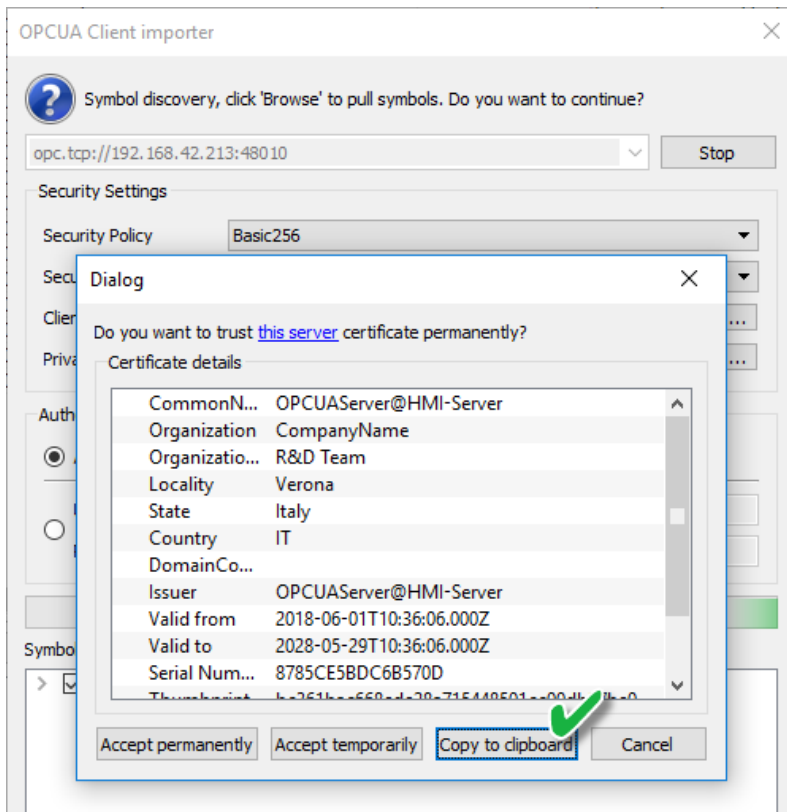 OPCUA Client importer
Symbol discovery, click 'Browse' to pull symbols. Do you want to continue?
opc.tcp://192.168.42.213:48010
Stop
Security Settings
Security Policy
Basic256
Dialog
Do you want to trust this server certificate permanently?
Certificate details
CommonN... OPCUAServer@HMI-Server
Organization CompanyName
Organizatio... R&D Team
Locality Verona
State Italy
Country IT
DomainCo...
Issuer OPCUAServer@HMI-Server
Valid from 2018-06-01T10:36:06.000Z
Valid to 2028-05-29T10:36:06.000Z
Serial Num... 8785CE5BDC6B570D
Thumbprint
Accept permanently
Accept temporarily
Copy to clipboard
Cancel